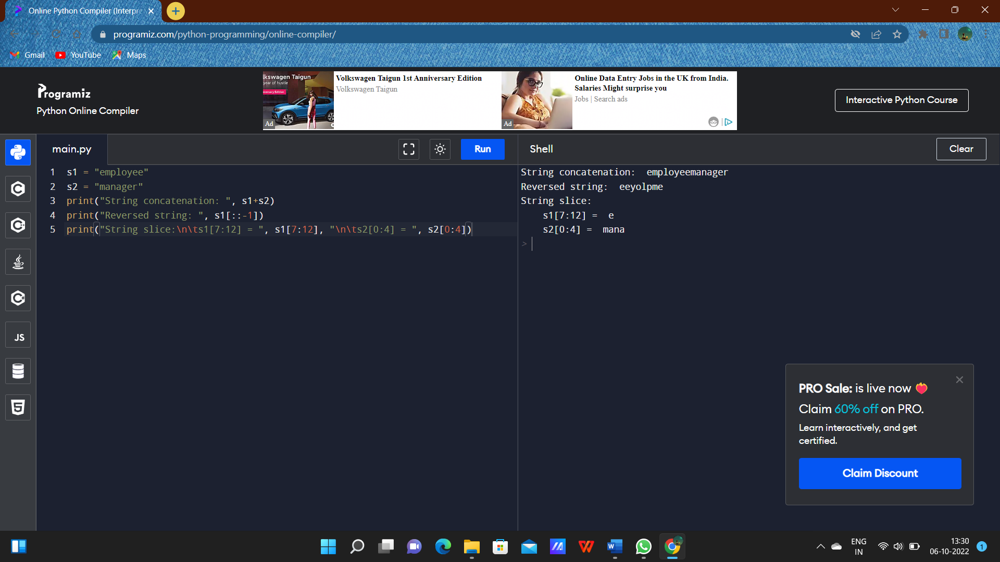 Online Python Compiler (Interpre
programiz.com/python-programming/online-compiler/
Gmail YouTube Maps
Programiz
Python Online Compiler
lkswagen Taigun
year of hustle
iversary Edition
Ad
Volkswagen Taigun 1st Anniversary Edition
Volkswagen Taigun
Ad
Online Data Entry Jobs in the UK from India.
Salaries Might surprise you
Jobs | Search ads
Interactive Python Course
main.py
Run
Shell
Clear
1 s1 = "employee"
2 s2 = "manager"
3 print("String concatenation: ", s1+s2)
4 print("Reversed string: ", s1[::-1])
5 print("String slice:\n\ts1[7:12] = ", s1[7:12], "\n\ts2[0:4] = ", s2[0:4])
String concatenation:  employeemanager
Reversed string:  eeyolpme
String slice:
s1[7:12] =  e
s2[0:4] =  mana
>
JS
PRO Sale: is live now
Claim 60% off on PRO.
Learn interactively, and get
certified.
Claim Discount
ENG
IN
13:30
06-10-2022
1